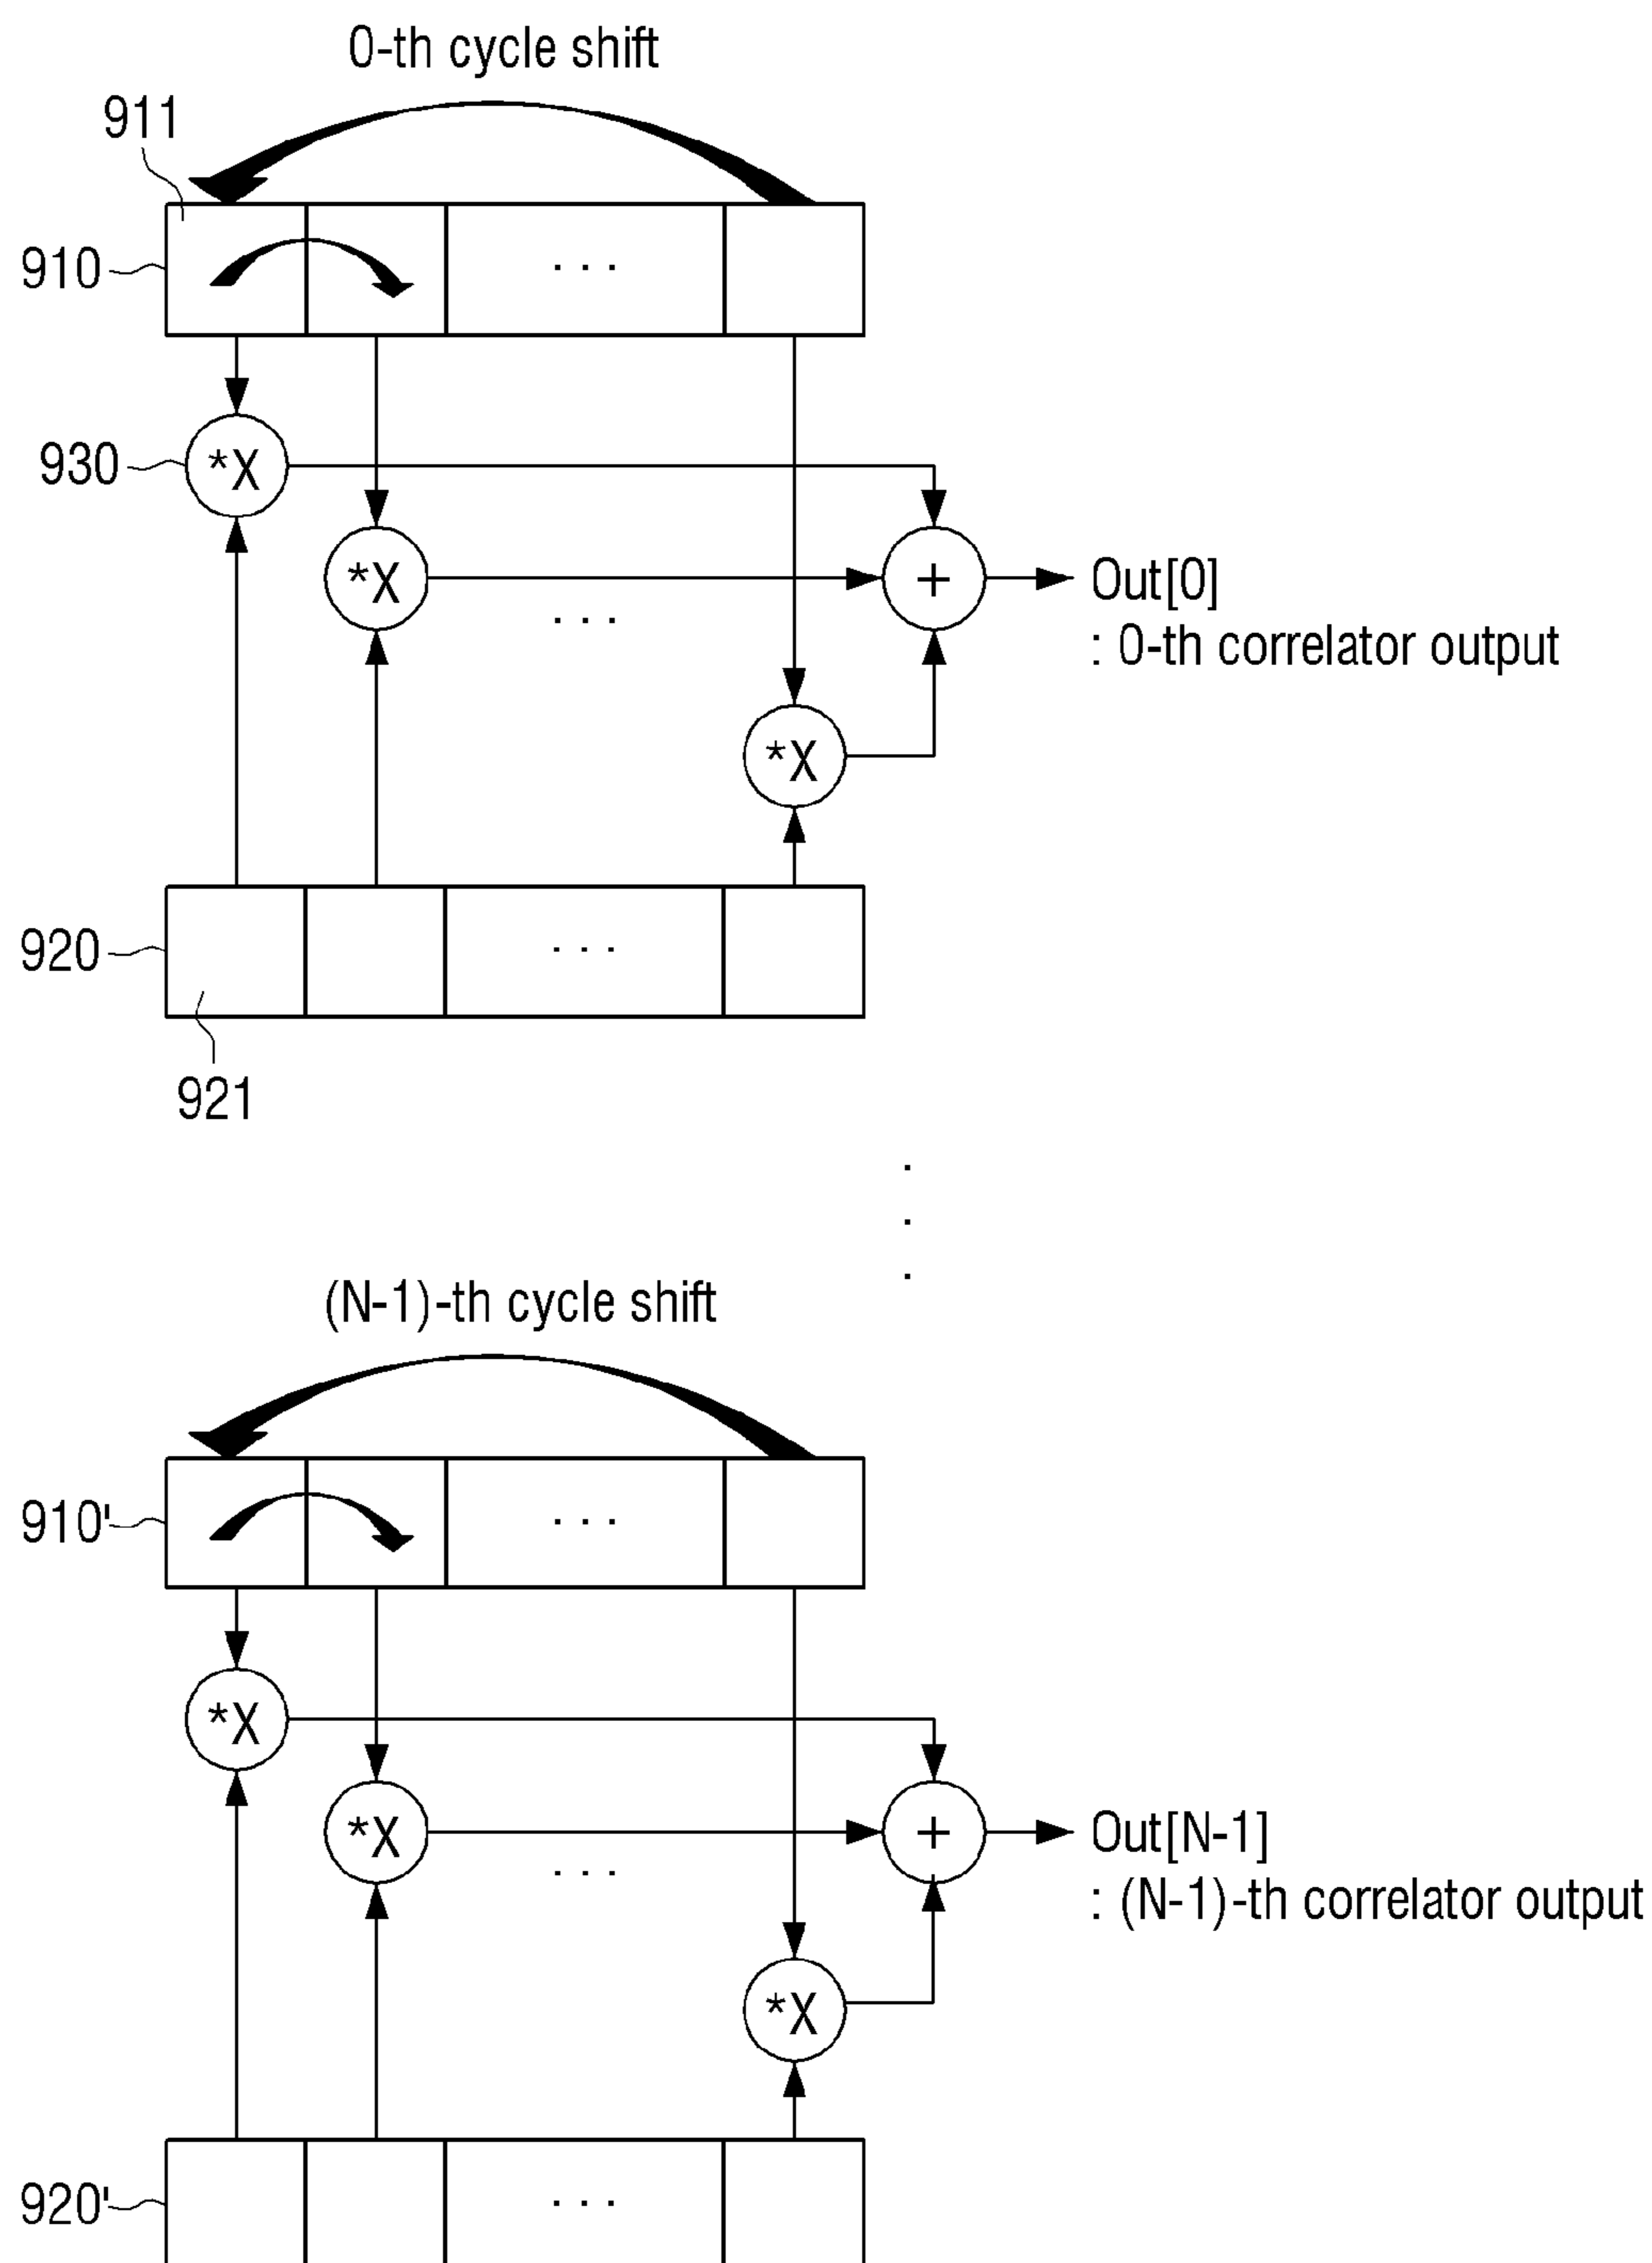 0-th cycle shift
911
910
. . .
930
*X
*X
+
Out[0]
: 0-th correlator output
. . .
*X
920
. . .
921
.
.
.
(N-1)-th cycle shift
910'
. . .
*X
*X
+
Out[N-1]
: (N-1)-th correlator output
. . .
*X
920'
. . .